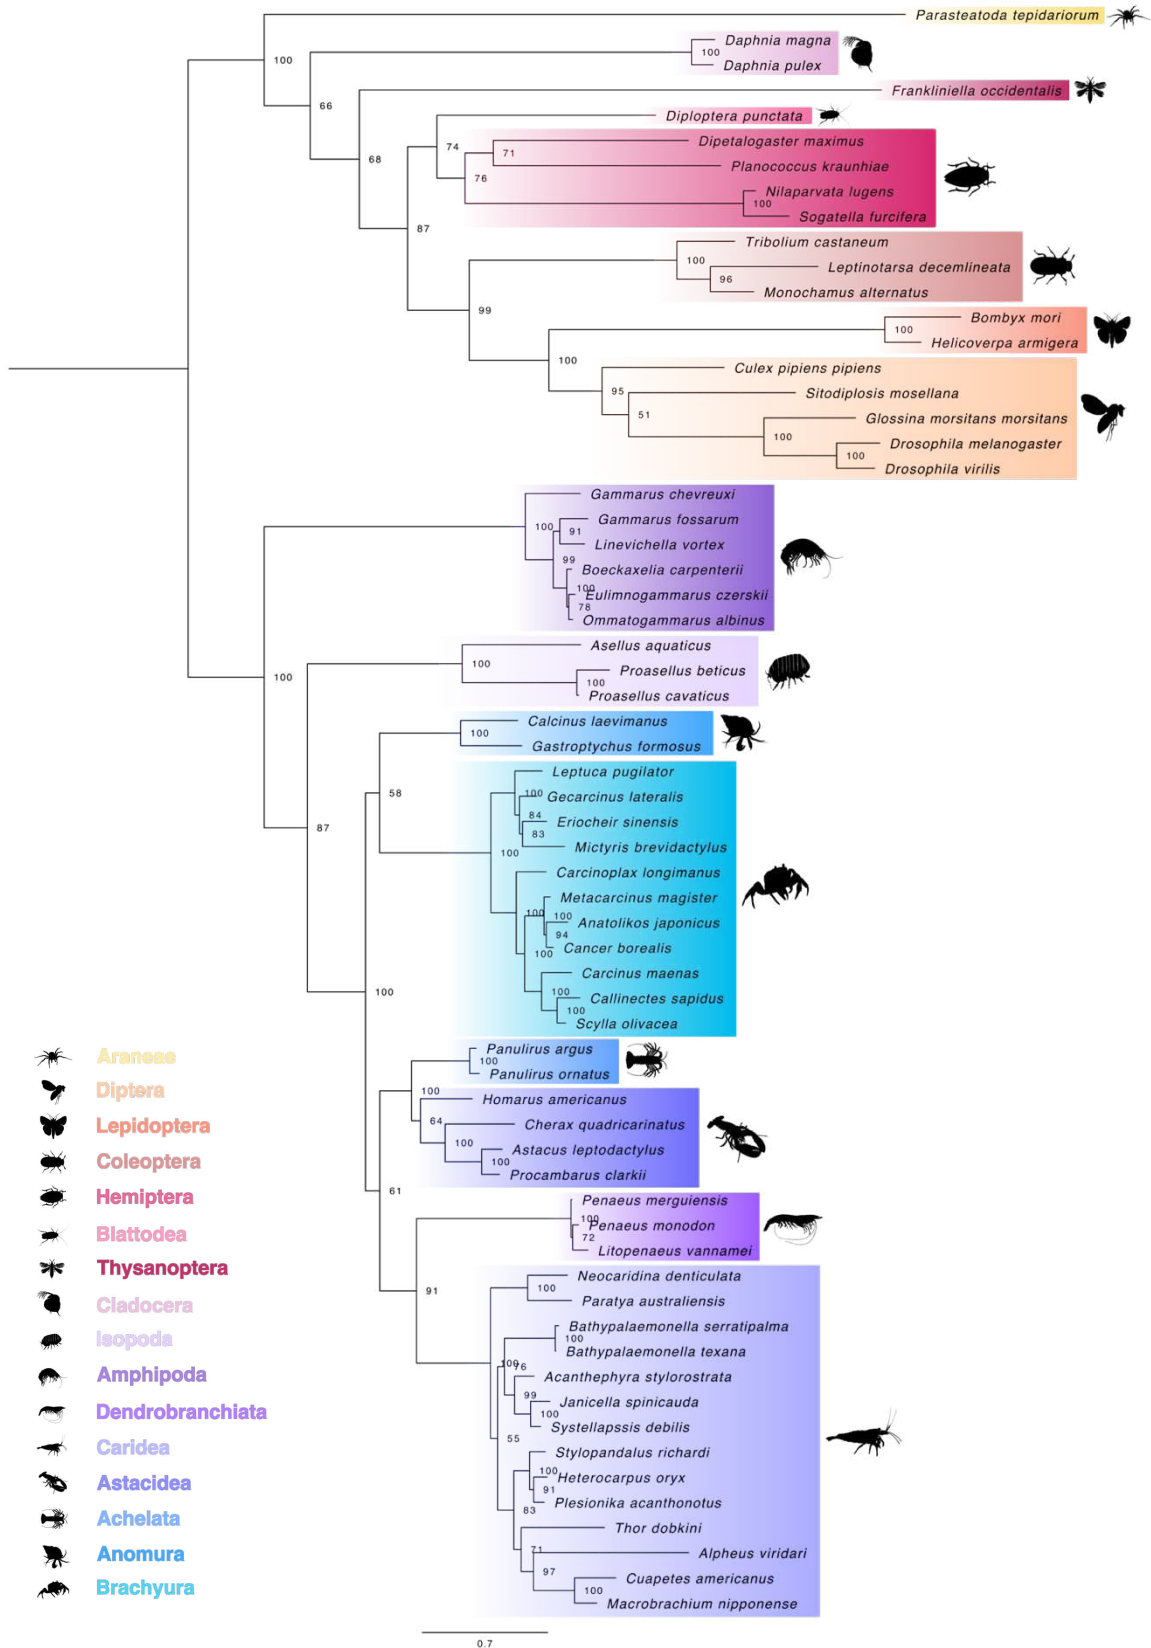 Parasteatoda tepidariorum
100
Daphnia magna
100
Daphnia pulex
66
Frankliniella occidentalis
Diploptera punctata
74
68
Dipetalogaster maximus
71
Planococcus kraunhiae
76
Nilaparvata lugens
100
Sogatella furcifera
87
Tribolium castaneum
100
Leptinotarsa decemlineata
96
Monochamus alternatus
99
Bombyx mori
100
Helicoverpa armigera
100
Culex pipiens pipiens
95
Sitodiplosis mosellana
51
Glossina morsitans morsitans
100
Drosophila melanogaster
100
Drosophila virilis
Gammarus chevreuxi
100
Gammarus fossarum
91
Linevichella vortex
99
Boeckaxelia carpenterii
100
Eulimnogammarus czerskii
78
Ommatogammarus albinus
Asellus aquaticus
100
Proasellus beticus
100
100
Proasellus cavaticus
Calcinus laevimanus
100
Gastroptychus formosus
Leptuca pugilator
58
100
Gecarcinus lateralis
84
Eriocheir sinensis
87
83
Mictyris brevidactylus
100
Carcinoplax longimanus
Metacarcinus magister
100
100
Anatolikos japonicus
94
Cancer borealis
100
Carcinus maenas
100
100
Callinectes sapidus
100
Scylla olivacea
Panulirus argus
100
Panulirus ornatus
100
Homarus americanus
64
Cherax quadricarinatus
100
Astacus leptodactylus
100
Procambarus clarkii
61
Penaeus merguiensis
100
Penaeus monodon
72
Litopenaeus vannamei
Neocaridina denticulata
91
100
Paratya australiensis
Bathypalaemonella serratipalma
100
Bathypalaemonella texana
100
76
Acanthephyra stylorostrata
99
Janicella spinicauda
100
Systellapssis debilis
55
Stylopandalus richardi
100
Heterocarpus oryx
91
Plesionika acanthonotus
83
Thor dobkini
71
Alpheus viridari
97
Cuapetes americanus
100
Macrobrachium nipponense
0.7
Araneae
Diptera
Lepidoptera
Coleoptera
Hemiptera
Blattodea
Thysanoptera
Cladocera
Isopoda
Amphipoda
Dendrobranchiata
Caridea
Astacidea
Achelata
Anomura
Brachyura